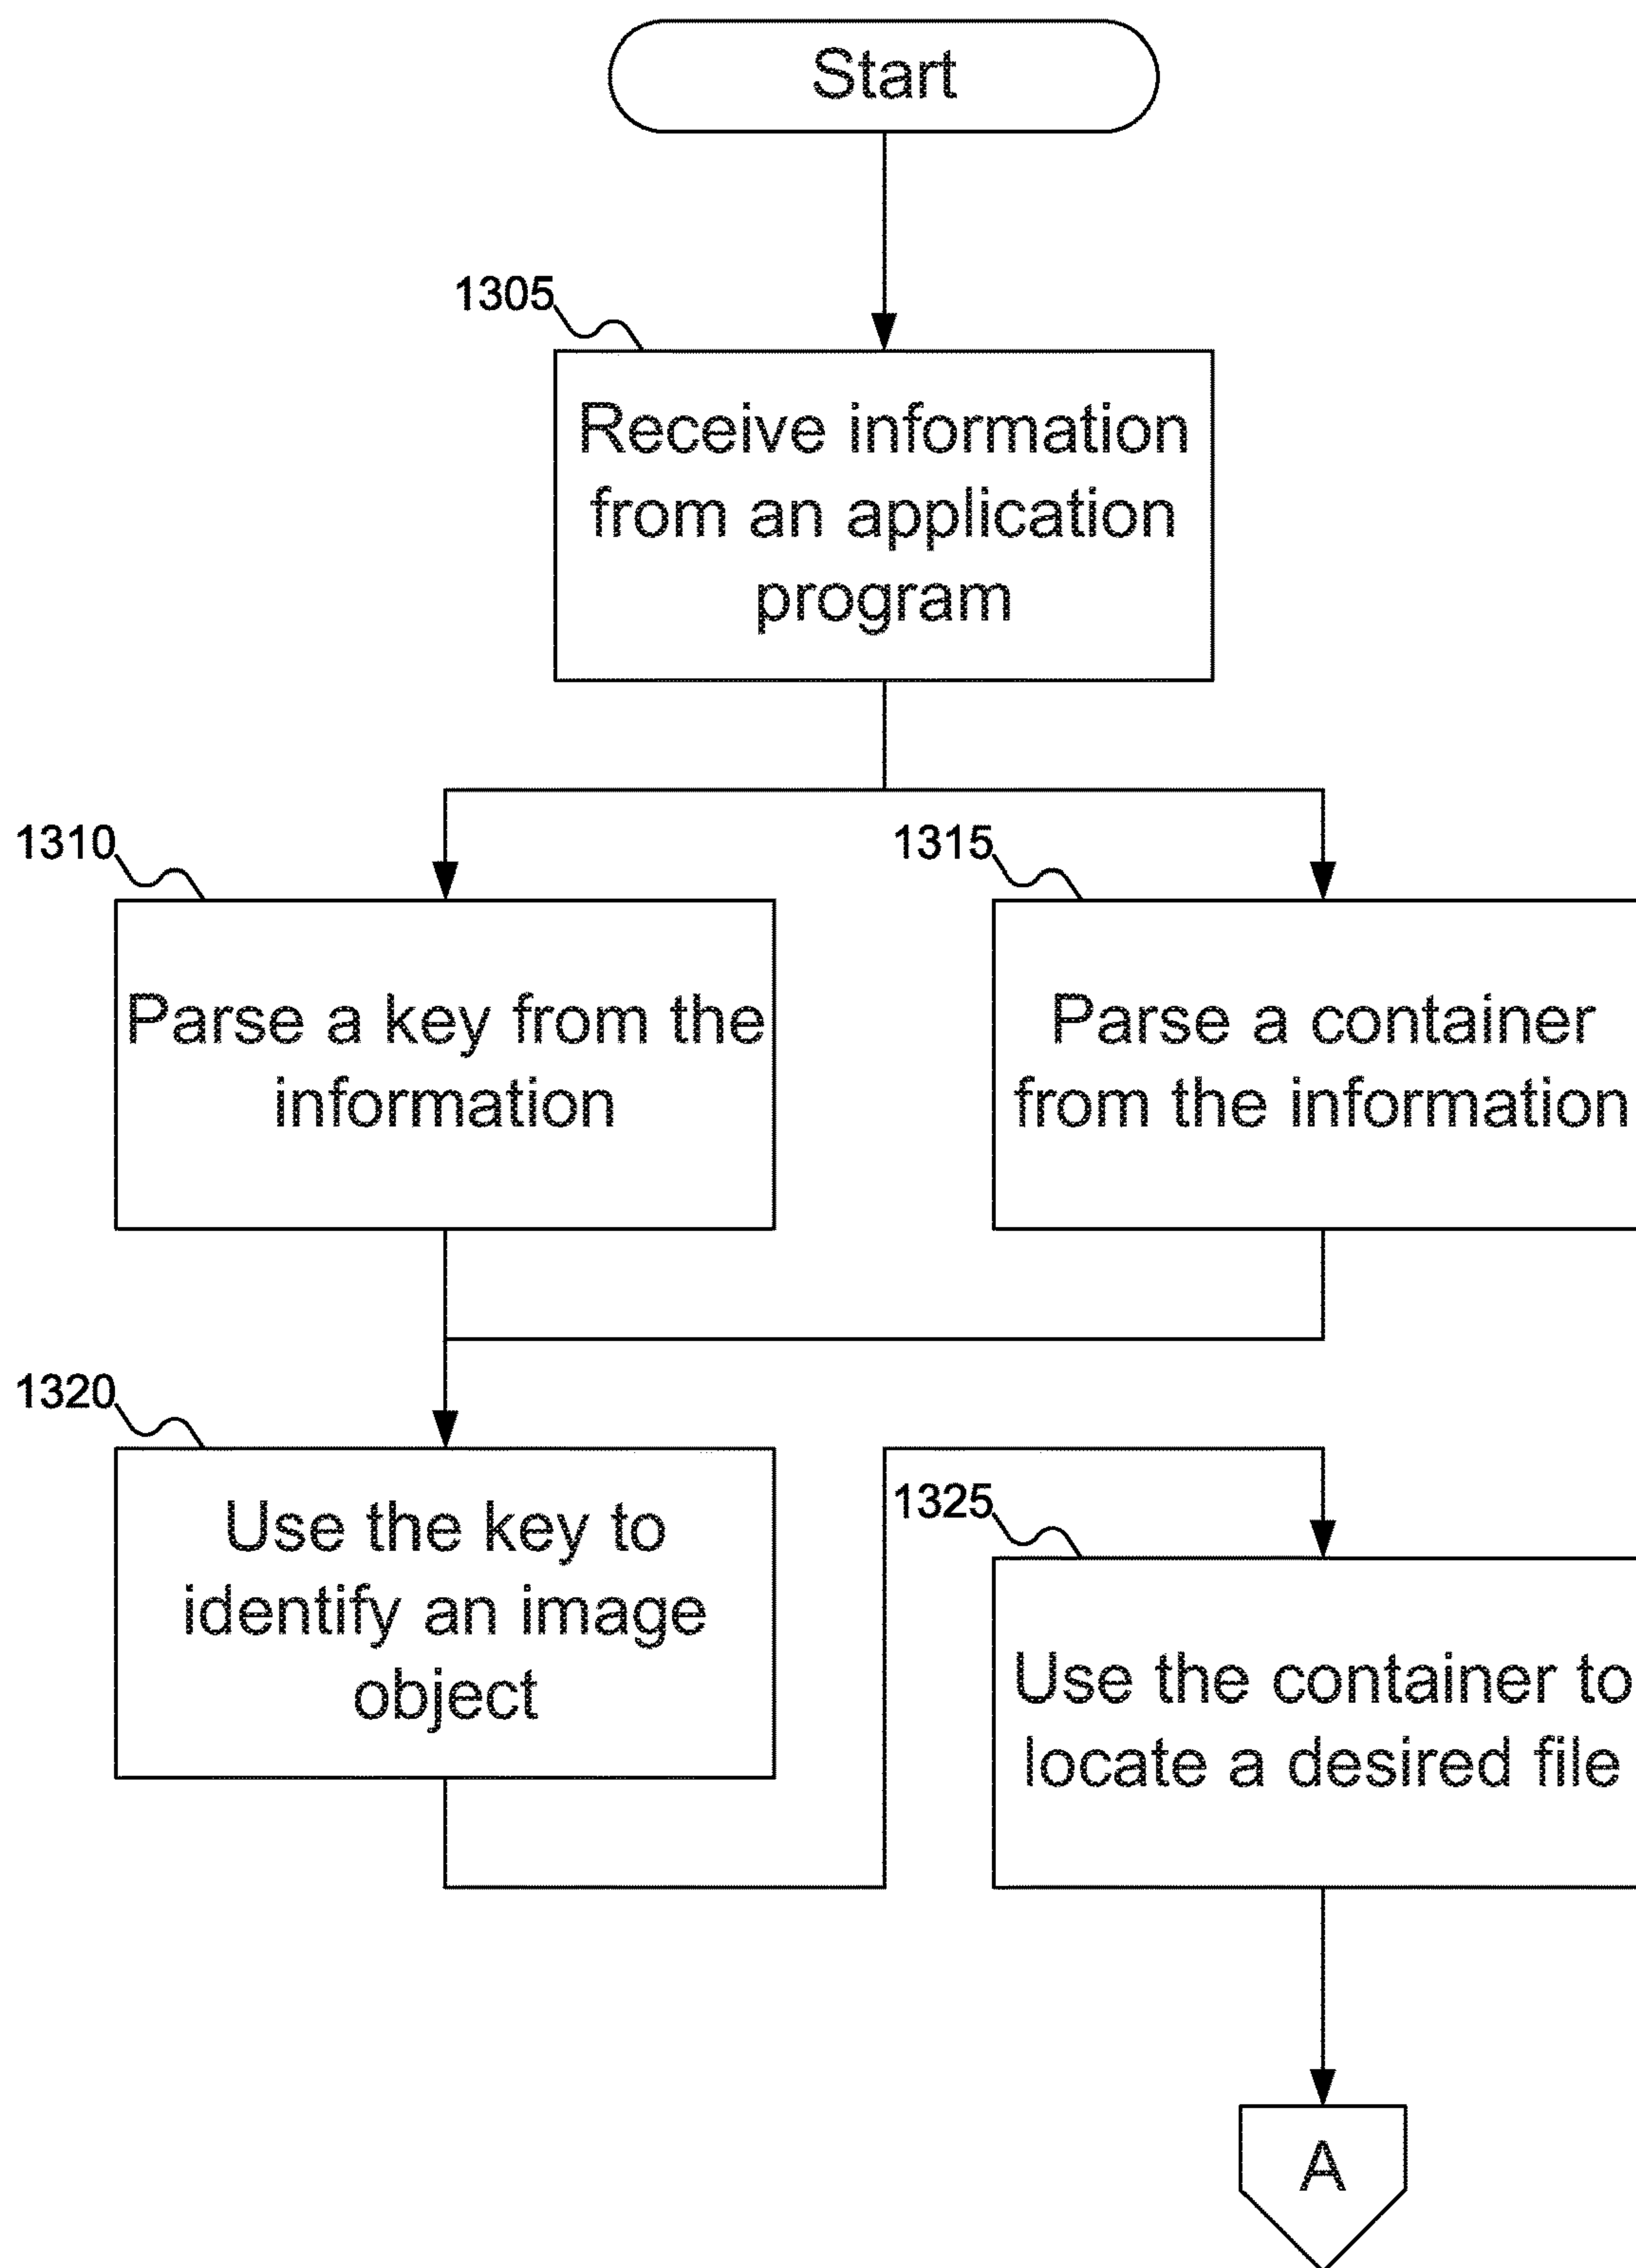 Start
1305
Receive information
from an application
program
1310
Parse a key from the
information
1315
Parse a container
from the information
1320
Use the key to
identify an image
object
1325
Use the container to
locate a desired file
A